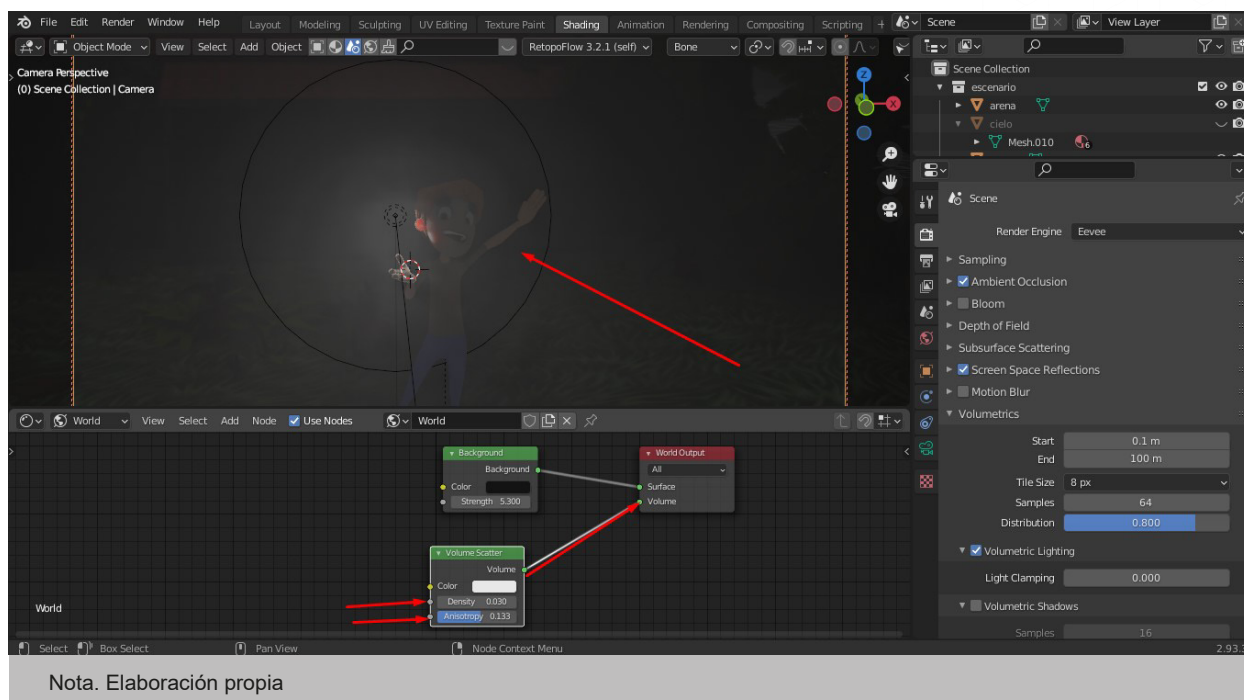 File Edit Render Window Help Layout Modeling Sculpting UV Editing Texture Paint Shading Animation Rendering Compositing Scripting + Scene View Layer
Object Mode View Select Add Object RetopoFlow 3.2.1 (self) Bone
Camera Perspective
(0) Scene Collection | Camera
Z
X
Scene Collection
escenario
arena
cielo
Mesh.010 6
Scene
Render Engine Eevee
Sampling
Ambient Occlusion
Bloom
Depth of Field
Subsurface Scattering
Screen Space Reflections
Motion Blur
Volumetrics
Start 0.1 m
End 100 m
Tile Size 8 px
Samples 64
Distribution 0.800
Volumetric Lighting
Light Clamping 0.000
Volumetric Shadows
Samples 16
World View Select Add Node Use Nodes World
Background
Background
Color
Strength 5.300
World Output
All
Surface
Volume
Volume Scatter
Volume
Color
Density 0.030
Anisotropy 0.133
World
Select Box Select Pan View Node Context Menu 2.93.
Nota. Elaboración propia